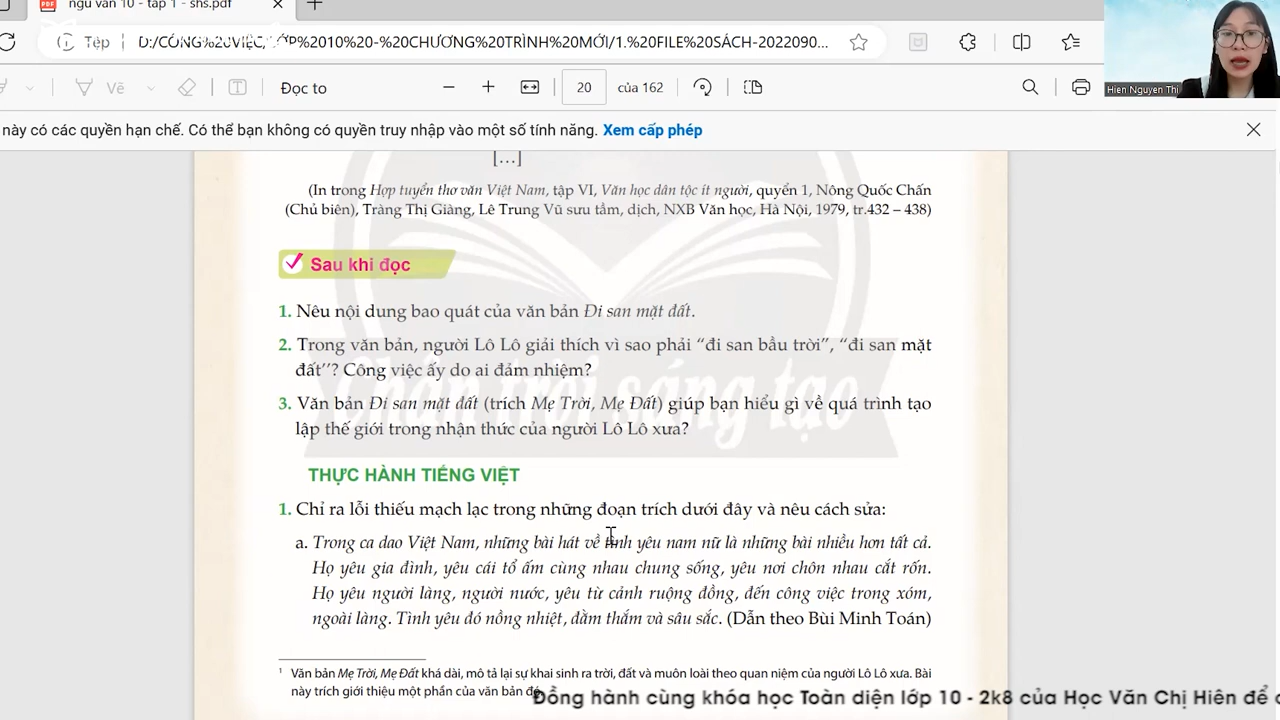 ngu van 10 - tap 1 - shs.pdf
Tệp
D:/CÔNG%20VIỆC/LỚP%2010%20-%20CHƯƠNG%20TRÌNH%20MỚI/1.%20FILE%20SÁCH-2022090...
Vẽ
Đọc to
20
của 162
Hien Nguyen Thi
này có các quyền hạn chế. Có thể bạn không có quyền truy nhập vào một số tính năng. Xem cấp phép
[...]
(In trong Hợp tuyển thơ văn Việt Nam, tập VI, Văn học dân tộc ít người, quyển 1, Nông Quốc Chấn
(Chủ biên), Tràng Thị Giàng, Lê Trung Vũ sưu tầm, dịch, NXB Văn học, Hà Nội, 1979, tr.432 – 438)
Sau khi đọc
1. Nêu nội dung bao quát của văn bản Đi san mặt đất.
2. Trong văn bản, người Lô Lô giải thích vì sao phải “đi san bầu trời”, “đi san mặt
đất’’? Công việc ấy do ai đảm nhiệm?
3. Văn bản Đi san mặt đất (trích Mẹ Trời, Mẹ Đất) giúp bạn hiểu gì về quá trình tạo
lập thế giới trong nhận thức của người Lô Lô xưa?
Chân trời sáng tạo
THỰC HÀNH TIẾNG VIỆT
1. Chỉ ra lỗi thiếu mạch lạc trong những đoạn trích dưới đây và nêu cách sửa:
a. Trong ca dao Việt Nam, những bài hát về tình yêu nam nữ là những bài nhiều hơn tất cả.
Họ yêu gia đình, yêu cái tổ ấm cùng nhau chung sống, yêu nơi chôn nhau cắt rốn.
Họ yêu người làng, người nước, yêu từ cảnh ruộng đồng, đến công việc trong xóm,
ngoài làng. Tình yêu đó nồng nhiệt, đằm thắm và sâu sắc. (Dẫn theo Bùi Minh Toán)
1 Văn bản Mẹ Trời, Mẹ Đất khá dài, mô tả lại sự khai sinh ra trời, đất và muôn loài theo quan niệm của người Lô Lô xưa. Bài
này trích giới thiệu một phần của văn bản đó.
Đồng hành cùng khóa học Toàn diện lớp 10 - 2k8 của Học Văn Chị Hiên để